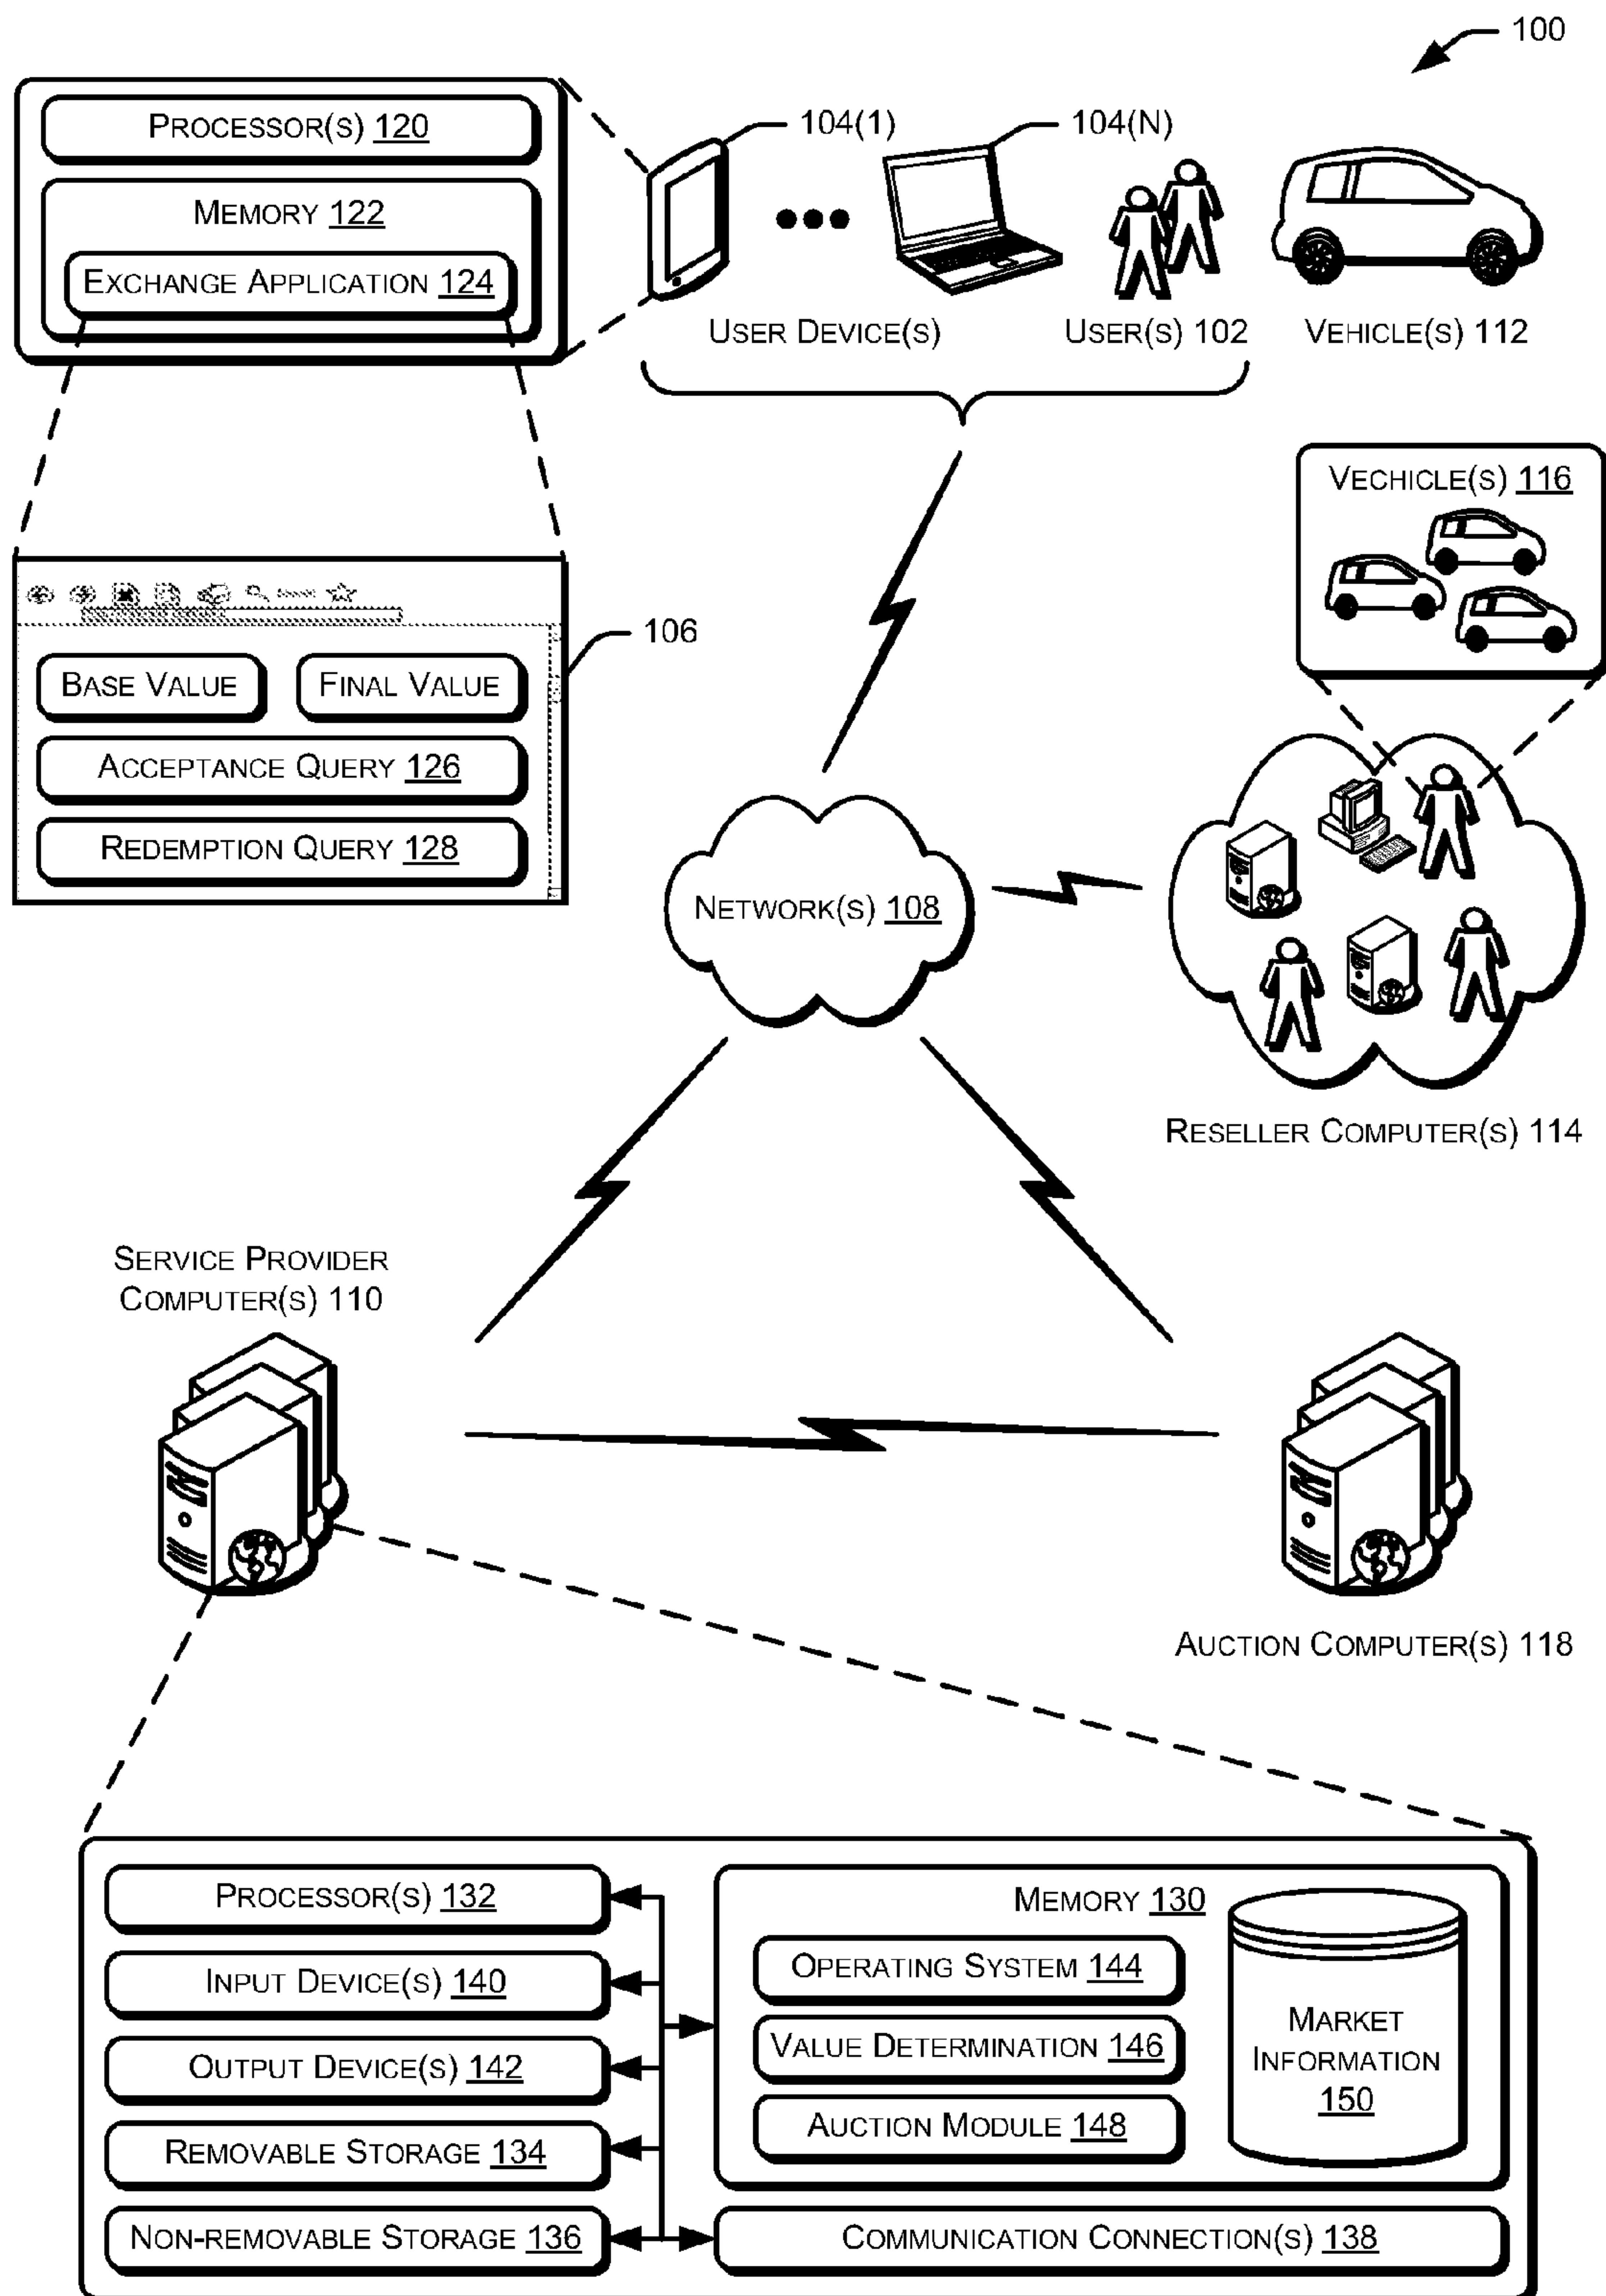 100
PROCESSOR(S) 120
MEMORY 122
EXCHANGE APPLICATION 124
104(1)
104(N)
USER DEVICE(S)
USER(S) 102
VEHICLE(S) 112
VECHICLE(S) 116
106
BASE VALUE
FINAL VALUE
ACCEPTANCE QUERY 126
REDEMPTION QUERY 128
NETWORK(S) 108
RESELLER COMPUTER(S) 114
SERVICE PROVIDER
COMPUTER(S) 110
AUCTION COMPUTER(S) 118
PROCESSOR(S) 132
INPUT DEVICE(S) 140
OUTPUT DEVICE(S) 142
REMOVABLE STORAGE 134
NON-REMOVABLE STORAGE 136
MEMORY 130
OPERATING SYSTEM 144
VALUE DETERMINATION 146
AUCTION MODULE 148
MARKET
INFORMATION
150
COMMUNICATION CONNECTION(S) 138